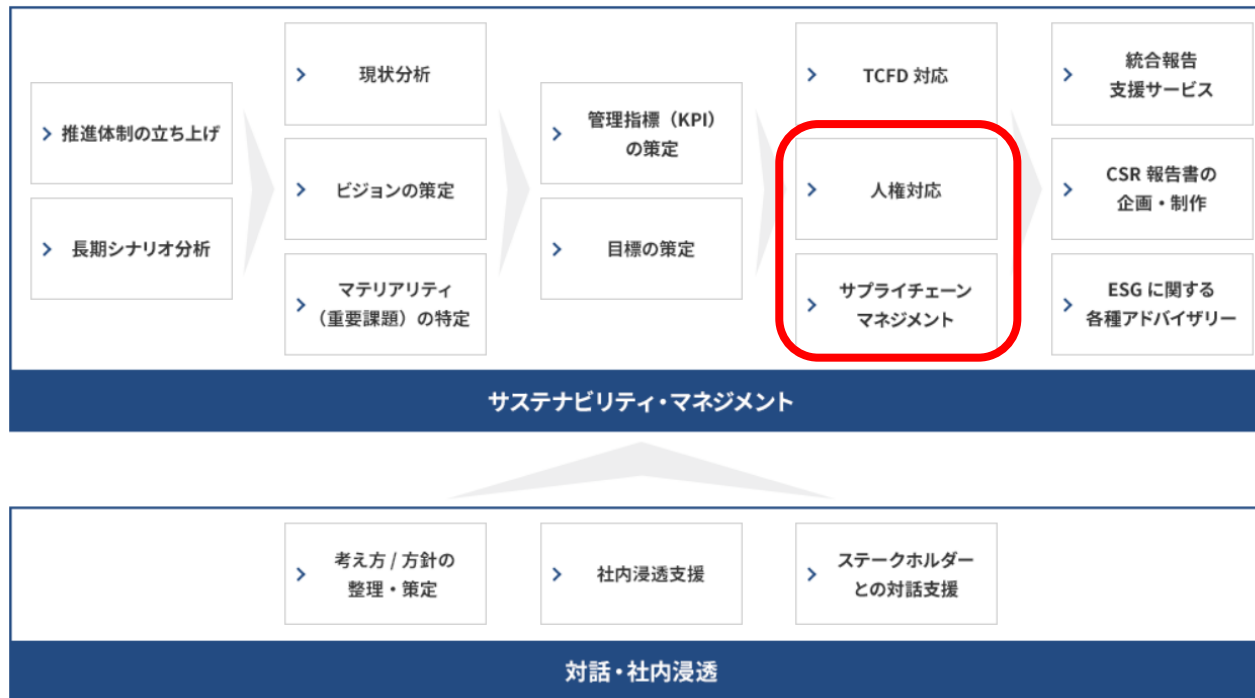 推進体制の立ち上げ
長期シナリオ分析
現状分析
ビジョンの策定
マテリアリティ
（重要課題）の特定
管理指標（KPI）
の策定
目標の策定
TCFD 対応
人権対応
サプライチェーン
マネジメント
統合報告
支援サービス
CSR 報告書の
企画・制作
ESG に関する
各種アドバイザリー
サステナビリティ・マネジメント
考え方 / 方針の
整理・策定
社内浸透支援
ステークホルダー
との対話支援
対話・社内浸透